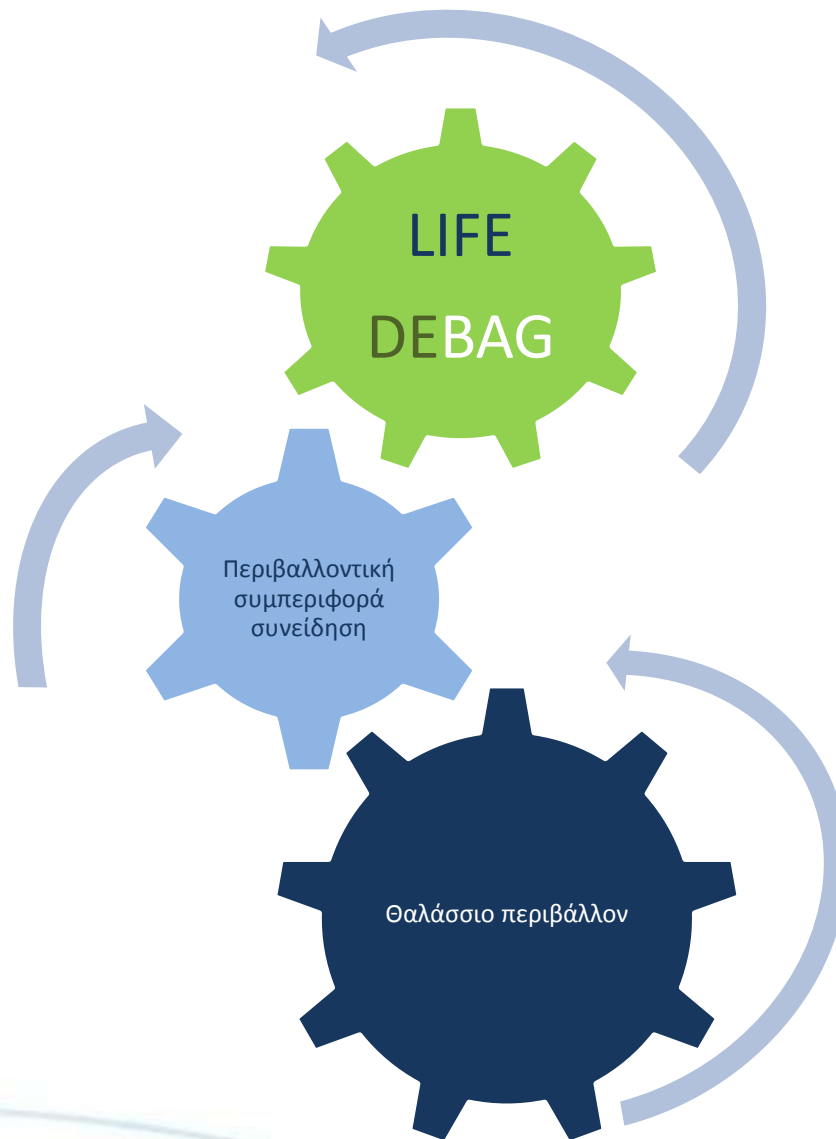 LIFE
DEBAG
Περιβαλλοντική
συμπεριφορά
συνείδηση
Θαλάσσιο περιβάλλον